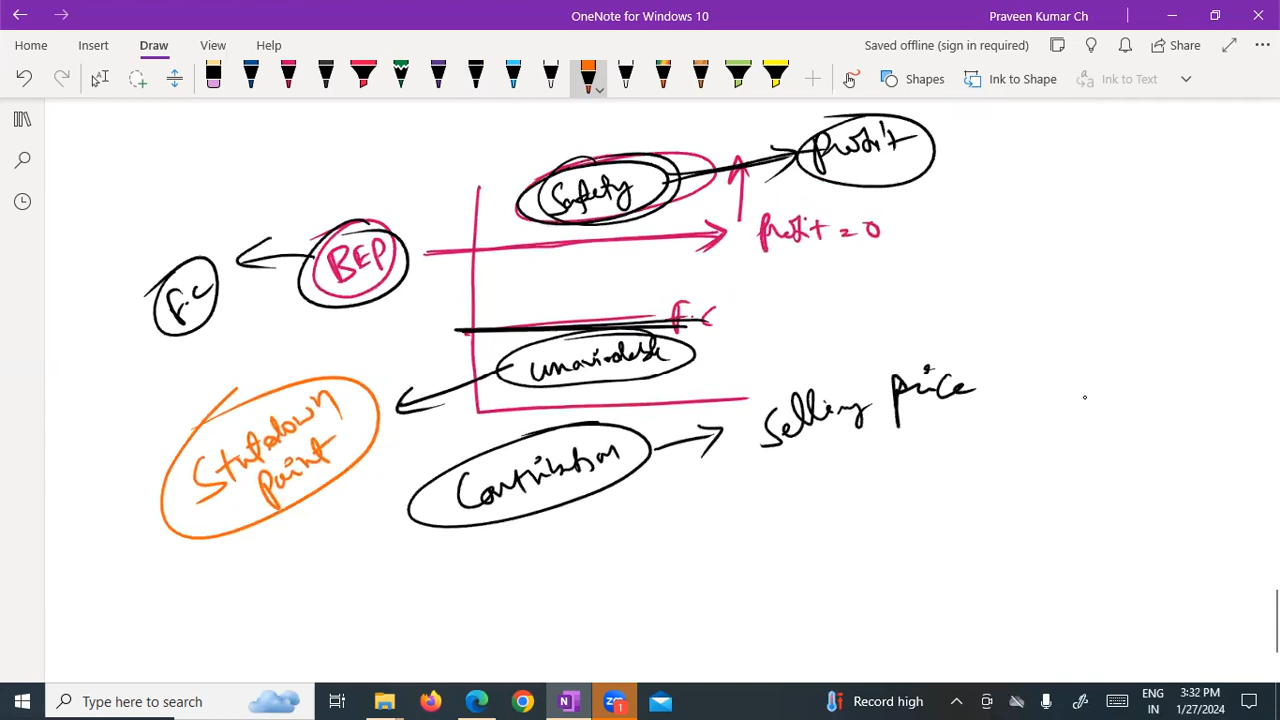 OneNote for Windows 10
Praveen Kumar Ch
Home Insert Draw View Help
Saved offline (sign in required)
Share
Shapes
Ink to Shape
Ink to Text
Profit
Safety
Profit = 0
BEP
F.C
F.C
unavoidable
Shutdown
Point
Selling Price
Contribution
Type here to search
Record high
ENG
IN
3:32 PM
1/27/2024